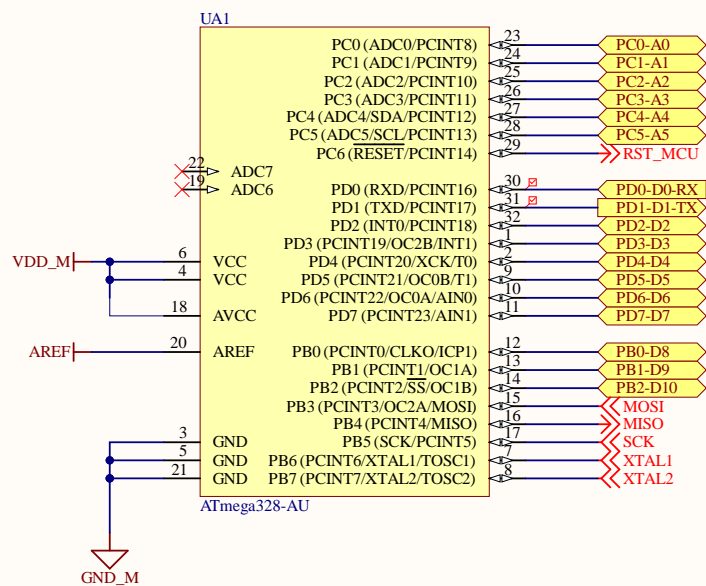 UA1
PC0 (ADC0/PCINT8) 23 PC0-A0
PC1 (ADC1/PCINT9) 24 PC1-A1
PC2 (ADC2/PCINT10) 25 PC2-A2
PC3 (ADC3/PCINT11) 26 PC3-A3
PC4 (ADC4/SDA/PCINT12) 27 PC4-A4
PC5 (ADC5/SCL/PCINT13) 28 PC5-A5
PC6 (RESET/PCINT14) 29 RST_MCU
22 ADC7
19 ADC6 PD0 (RXD/PCINT16) 30 PD0-D0-RX
PD1 (TXD/PCINT17) 31 PD1-D1-TX
PD2 (INT0/PCINT18) 32 PD2-D2
PD3 (PCINT19/OC2B/INT1) 1 PD3-D3
VDD_M 6 VCC PD4 (PCINT20/XCK/T0) 2 PD4-D4
4 VCC PD5 (PCINT21/OC0B/T1) 9 PD5-D5
PD6 (PCINT22/OC0A/AIN0) 10 PD6-D6
18 AVCC PD7 (PCINT23/AIN1) 11 PD7-D7
AREF 20 AREF PB0 (PCINT0/CLKO/ICP1) 12 PB0-D8
PB1 (PCINT1/OC1A) 13 PB1-D9
PB2 (PCINT2/SS/OC1B) 14 PB2-D10
PB3 (PCINT3/OC2A/MOSI) 15 MOSI
PB4 (PCINT4/MISO) 16 MISO
3 GND PB5 (SCK/PCINT5) 17 SCK
5 GND PB6 (PCINT6/XTAL1/TOSC1) 7 XTAL1
21 GND PB7 (PCINT7/XTAL2/TOSC2) 8 XTAL2
ATmega328-AU
GND_M